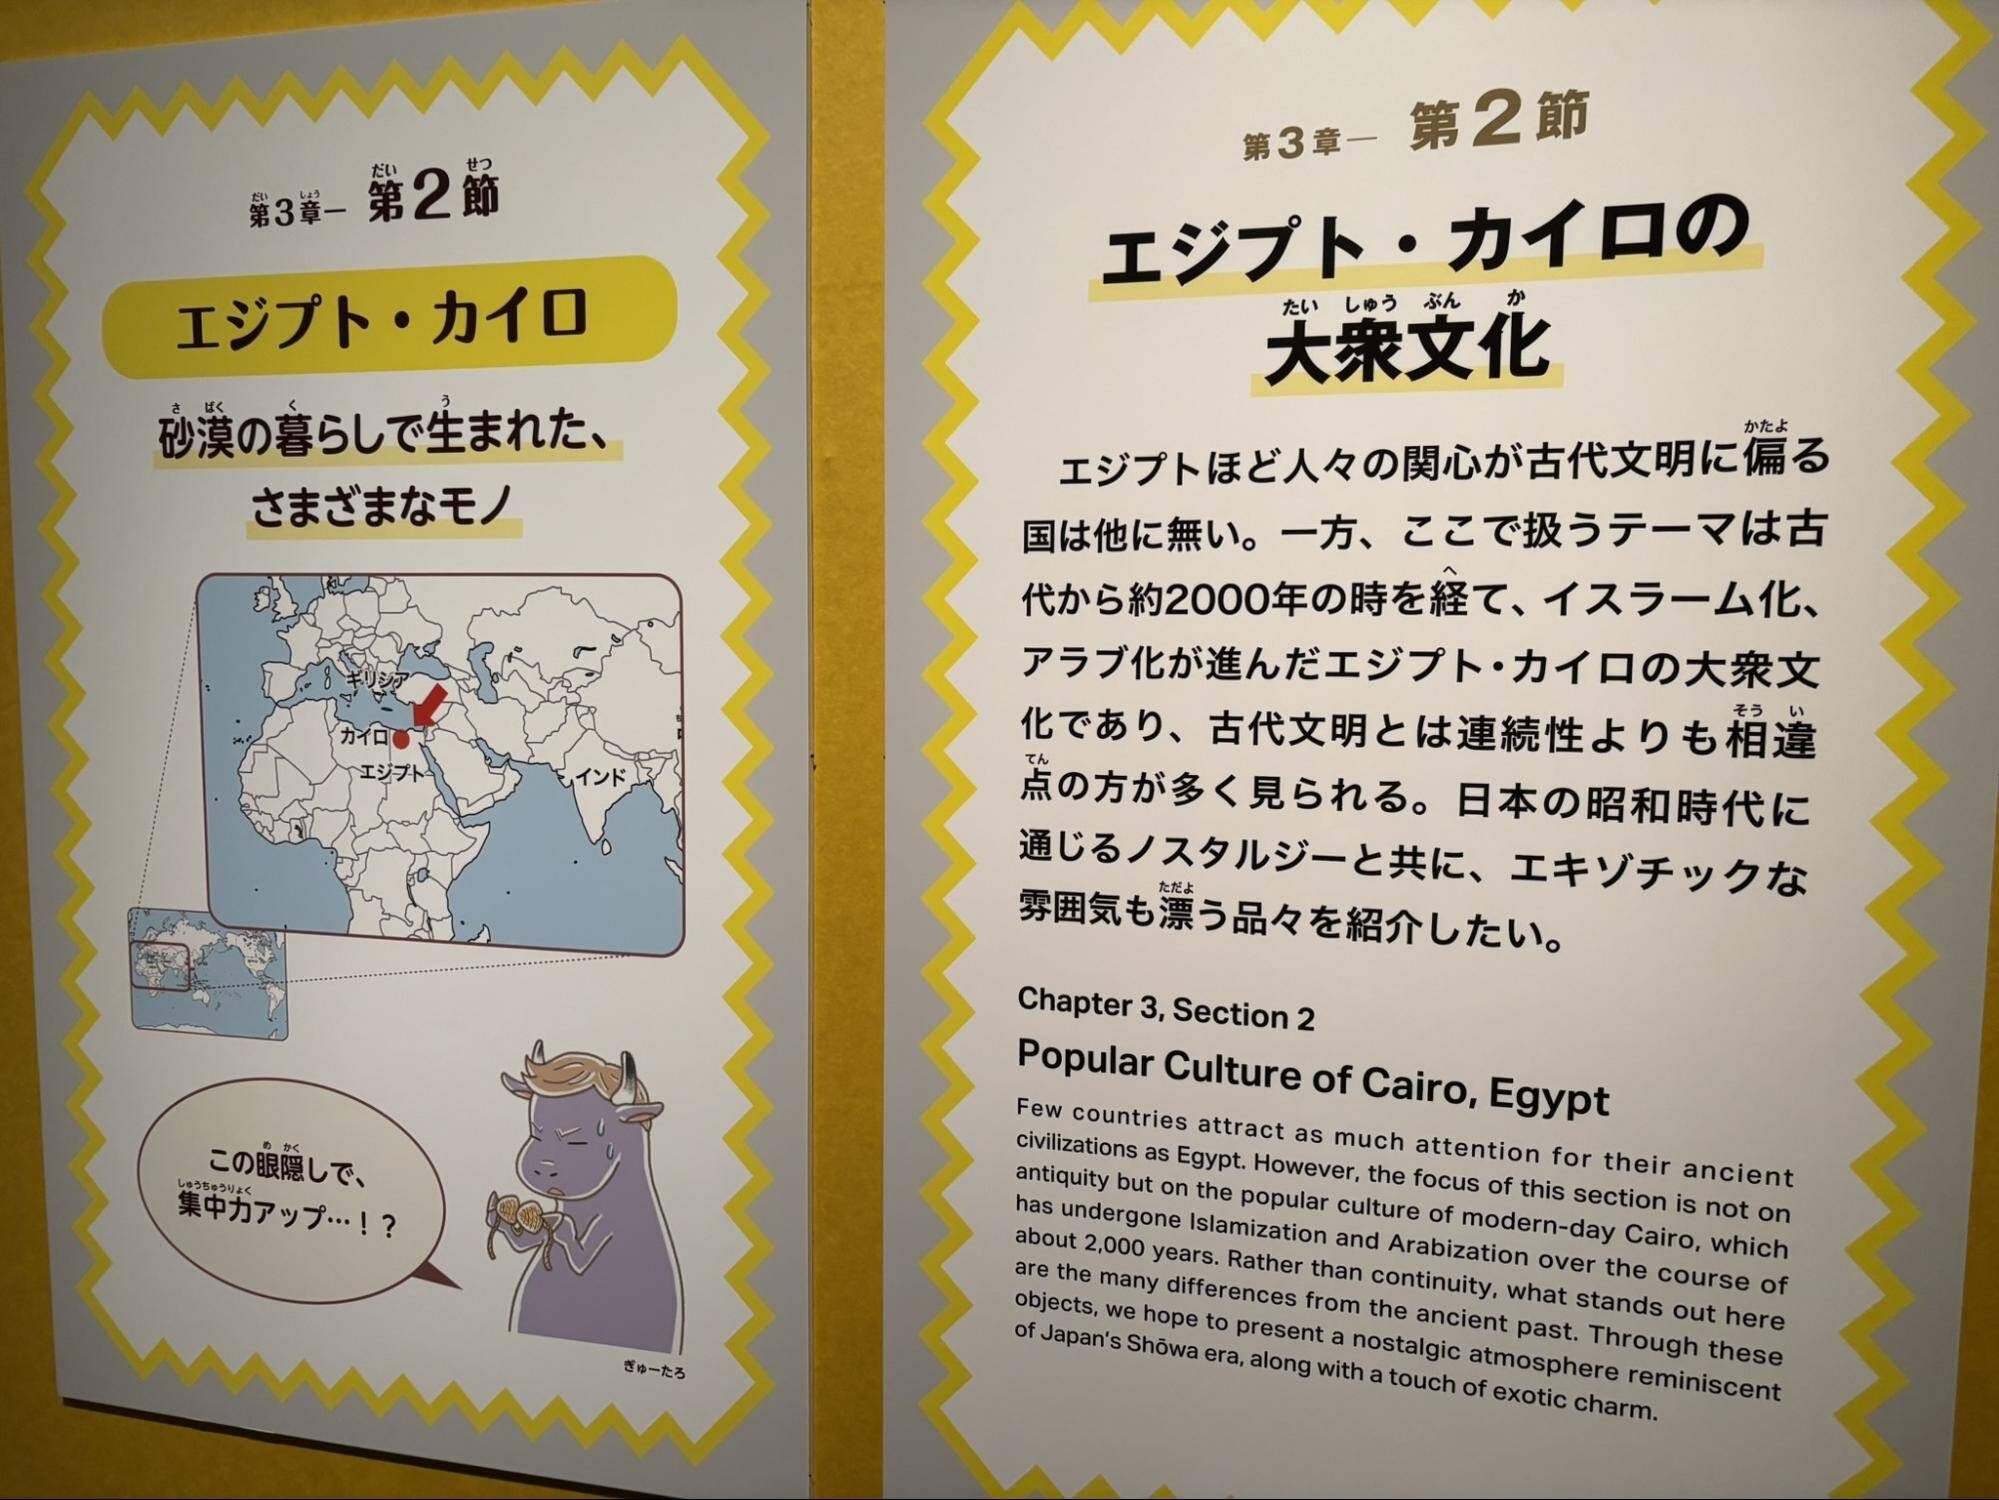 第3章— 第2節
エジプト・カイロ
砂漠の暮らしで生まれた、
さまざまなモノ
ギリシア
カイロ
エジプト
インド
この眼隠しで、
集中力アップ…！？
ぎゅーたろ
第3章— 第2節
エジプト・カイロの
大衆文化
エジプトほど人々の関心が古代文明に偏る
国は他に無い。一方、ここで扱うテーマは古
代から約2000年の時を経て、イスラーム化、
アラブ化が進んだエジプト・カイロの大衆文
化であり、古代文明とは連続性よりも相違
点の方が多く見られる。日本の昭和時代に
通じるノスタルジーと共に、エキゾチックな
雰囲気も漂う品々を紹介したい。
Chapter 3, Section 2
Popular Culture of Cairo, Egypt
Few countries attract as much attention for their ancient
civilizations as Egypt. However, the focus of this section is not on
antiquity but on the popular culture of modern-day Cairo, which
has undergone Islamization and Arabization over the course of
about 2,000 years. Rather than continuity, what stands out here
are the many differences from the ancient past. Through these
objects, we hope to present a nostalgic atmosphere reminiscent
of Japan's Shōwa era, along with a touch of exotic charm.